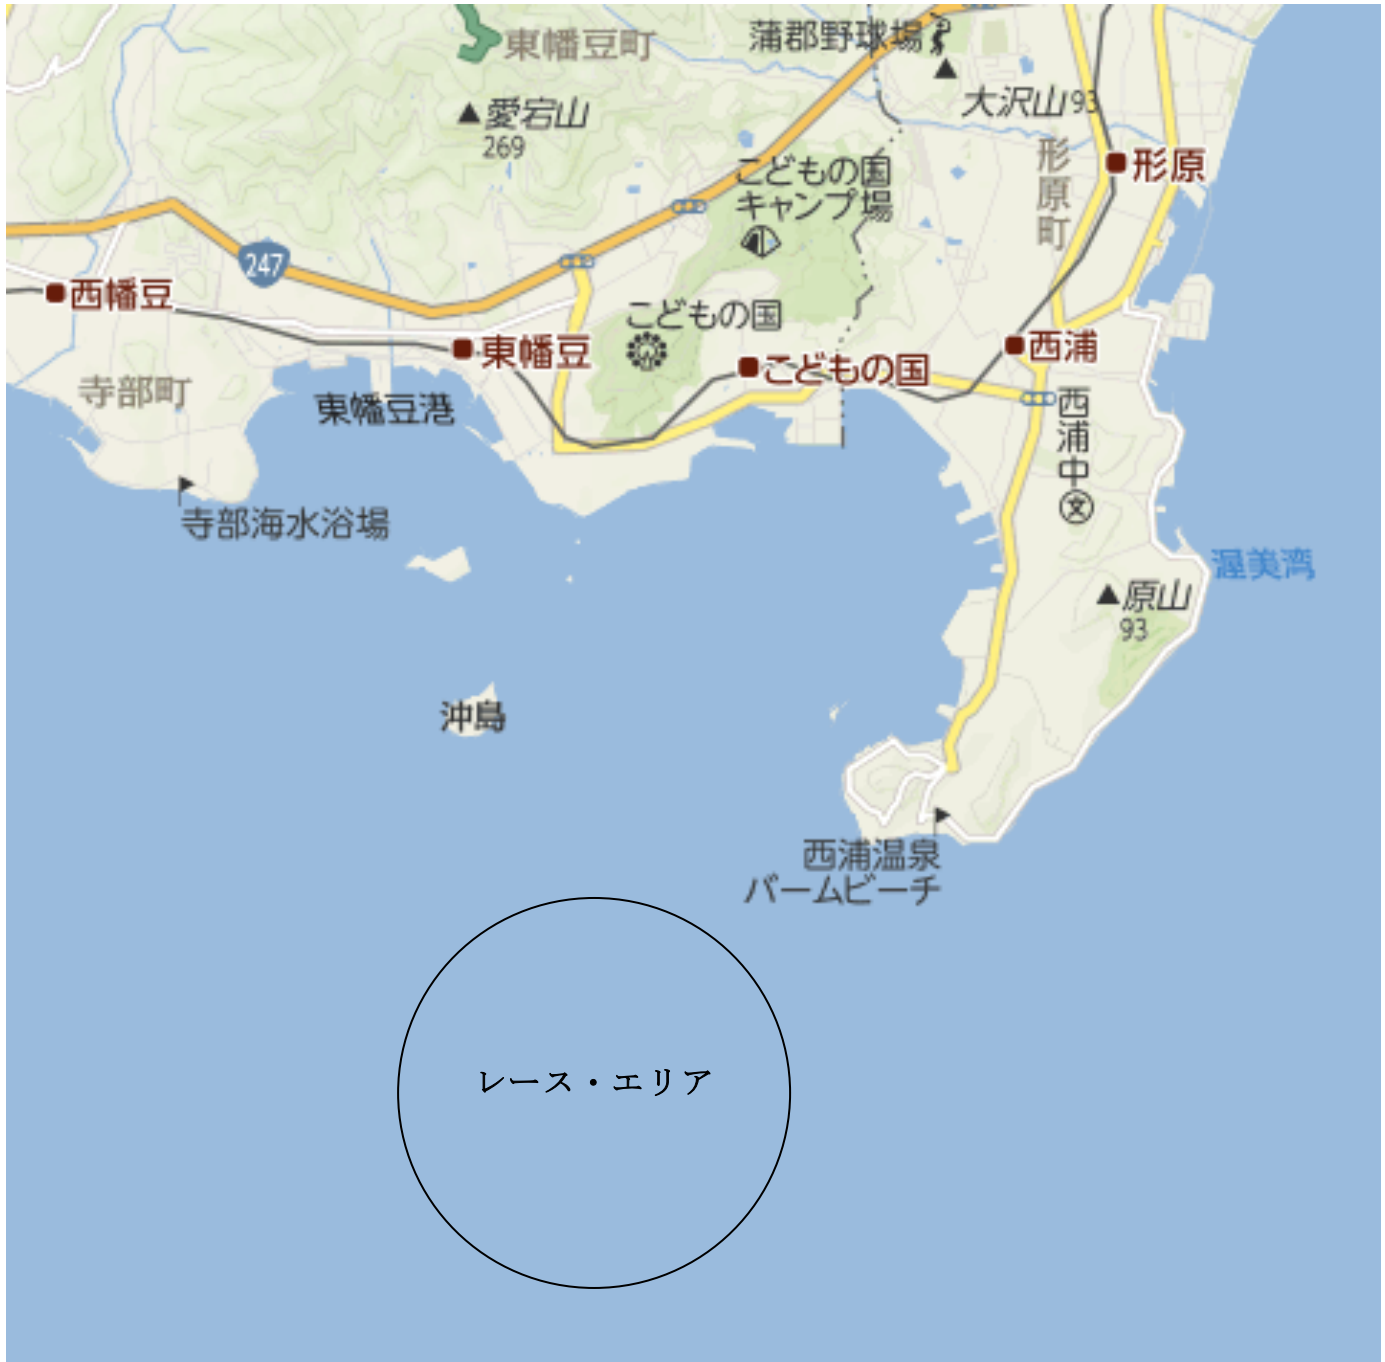 東幡豆町
蒲郡野球場
愛宕山
269
大沢山93
形原町
形原
こどもの国
キャンプ場
247
西幡豆
こどもの国
東幡豆
こどもの国
西浦
寺部町
東幡豆港
西浦中
文
寺部海水浴場
渥美湾
原山
93
沖島
西浦温泉
パームビーチ
レース・エリア